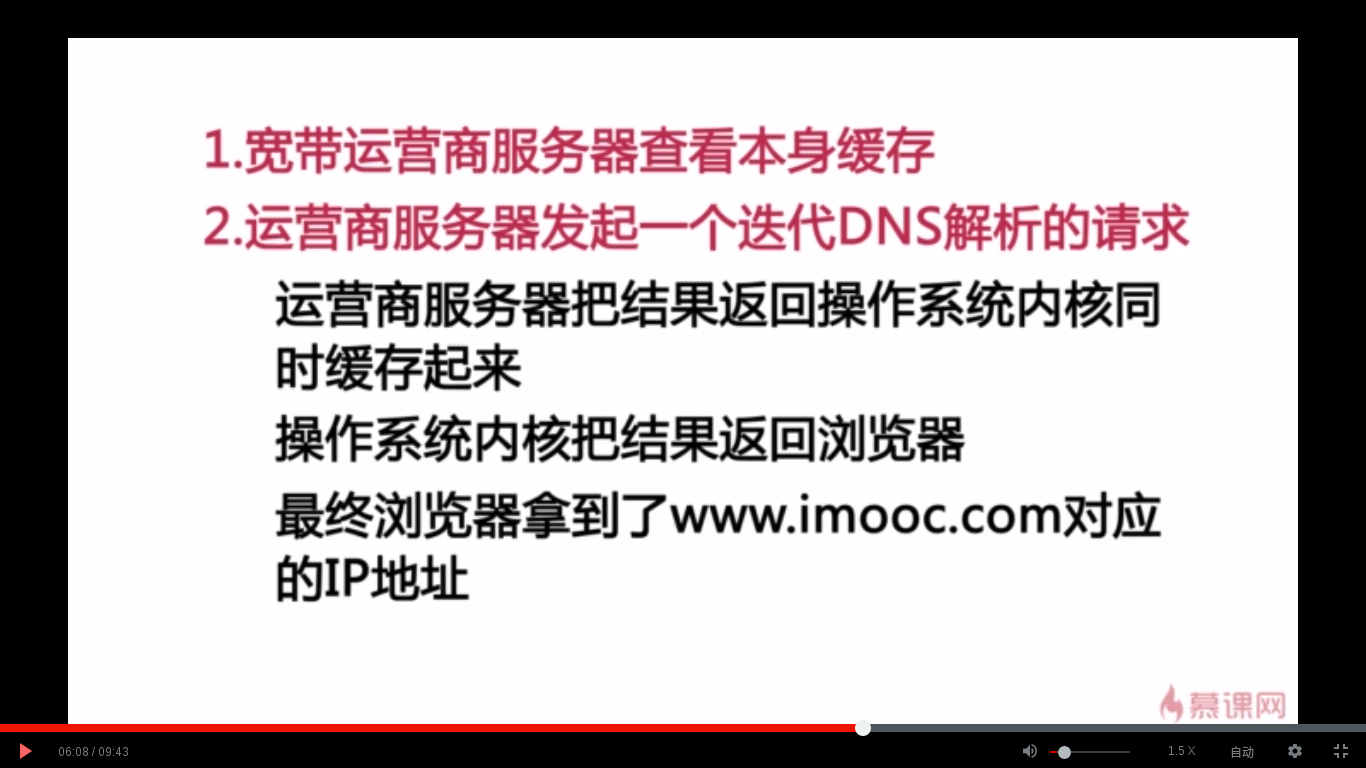 1.宽带运营商服务器查看本身缓存
2.运营商服务器发起一个迭代DNS解析的请求
运营商服务器把结果返回操作系统内核同
时缓存起来
操作系统内核把结果返回浏览器
最终浏览器拿到了www.imooc.com对应
的IP地址
慕课网
06:08 / 09:43
1.5 X
自动